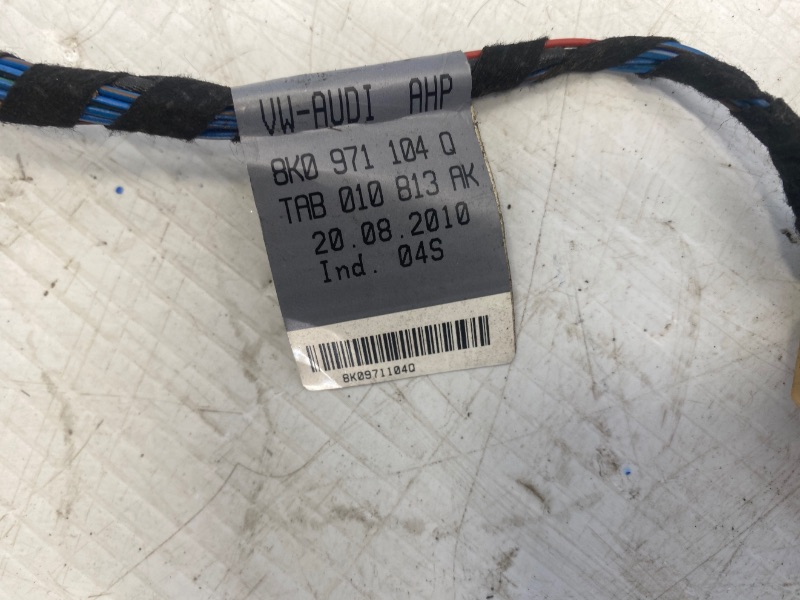 VW-AUDI AHP
8K0 971 104 Q
TAB 010 813 AK
20.08.2010
Ind. 04S
8K0971104Q